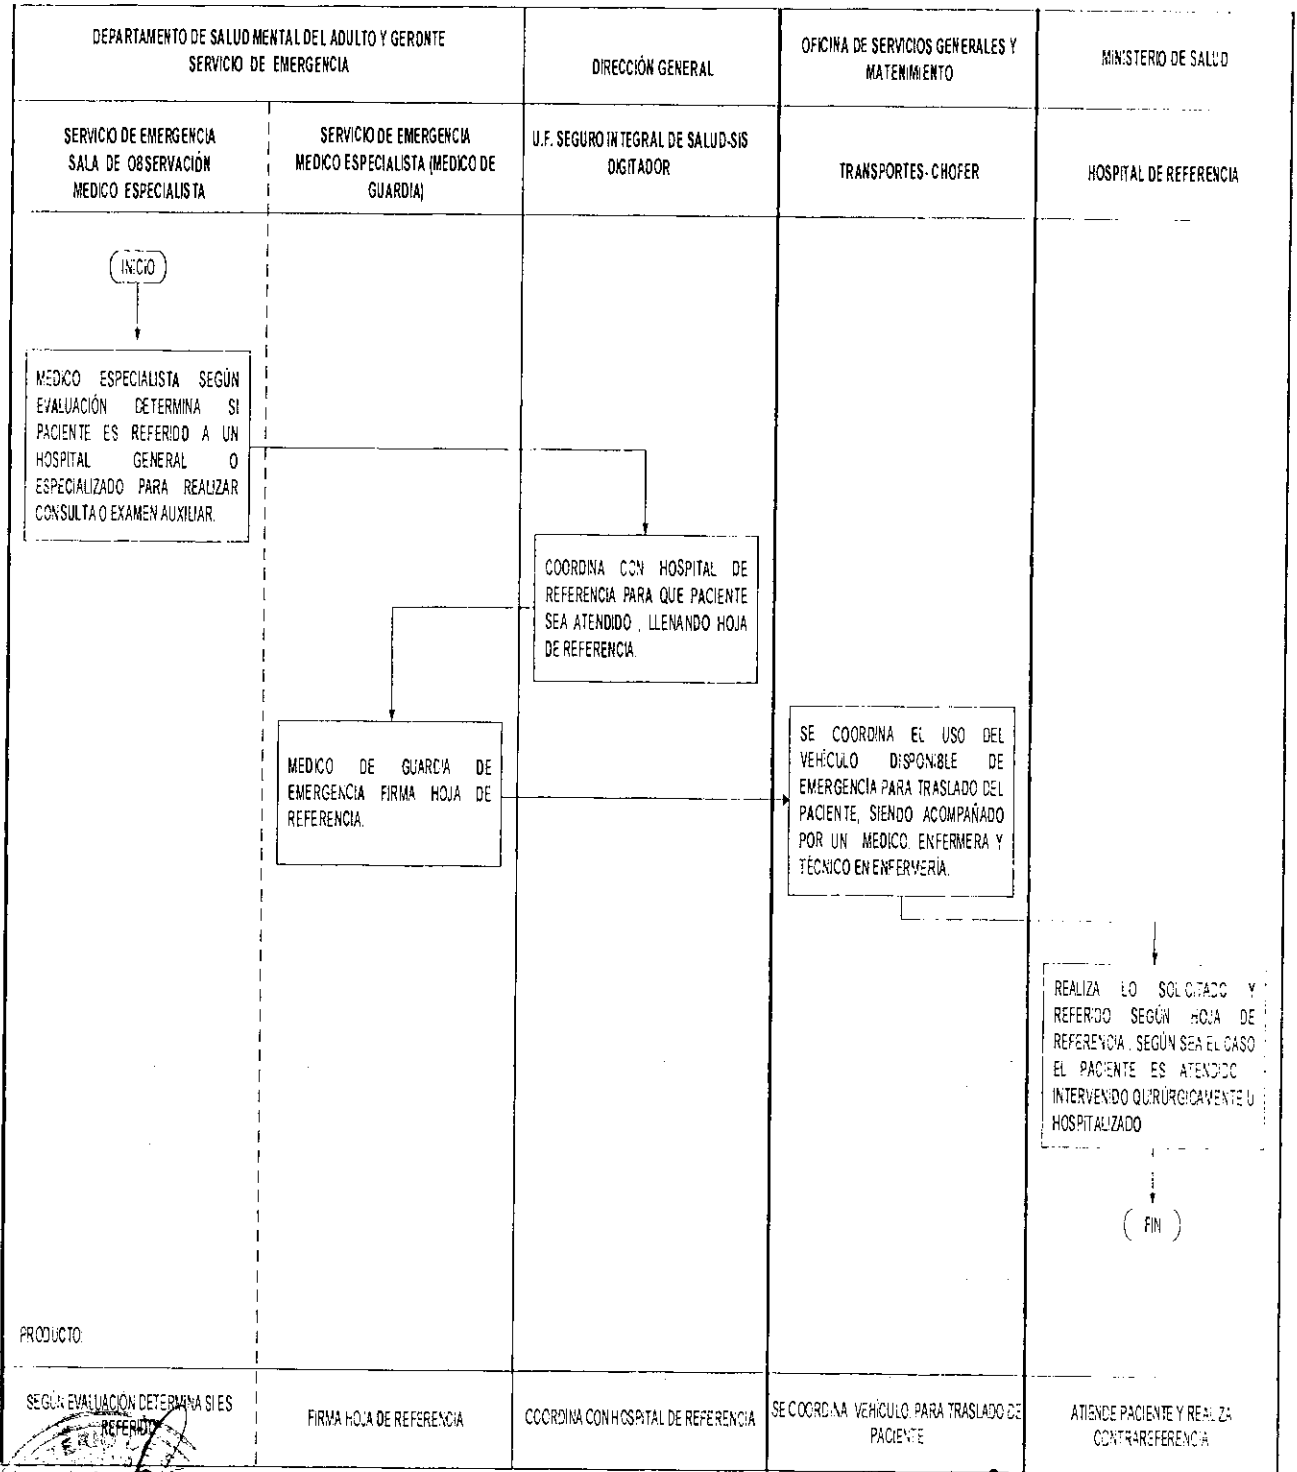 DEPARTAMENTO DE SALUD MENTAL DEL ADULTO Y GERONTE
SERVICIO DE EMERGENCIA
DIRECCIÓN GENERAL
OFICINA DE SERVICIOS GENERALES Y
MATENIMIENTO
MINISTERIO DE SALUD
SERVICIO DE EMERGENCIA
SALA DE OBSERVACIÓN
MEDICO ESPECIALISTA
SERVICIO DE EMERGENCIA
MEDICO ESPECIALISTA (MEDICO DE
GUARDIA)
U.F. SEGURO INTEGRAL DE SALUD-SIS
DIGITADOR
TRANSPORTES- CHOFER
HOSPITAL DE REFERENCIA
INICIO
MEDICO ESPECIALISTA SEGÚN
EVALUACIÓN DETERMINA SI
PACIENTE ES REFERIDO A UN
HOSPITAL GENERAL O
ESPECIALIZADO PARA REALIZAR
CONSULTA O EXAMEN AUXILIAR.
COORDINA CON HOSPITAL DE
REFERENCIA PARA QUE PACIENTE
SEA ATENDIDO , LLENANDO HOJA
DE REFERENCIA.
MEDICO DE GUARDIA DE
EMERGENCIA FIRMA HOJA DE
REFERENCIA.
SE COORDINA EL USO DEL
VEHÍCULO DISPONIBLE DE
EMERGENCIA PARA TRASLADO DEL
PACIENTE, SIENDO ACOMPAÑADO
POR UN MEDICO, ENFERMERA Y
TÉCNICO EN ENFERMERÍA.
REALIZA LO SOLICITADO Y
REFERIDO SEGÚN HOJA DE
REFERENCIA, SEGÚN SEA EL CASO
EL PACIENTE ES ATENDIDO
INTERVENIDO QUIRÚRGICAMENTE U
HOSPITALIZADO
FIN
PRODUCTO:
SEGÚN EVALUACIÓN DETERMINA SI ES
REFERIDO
FIRMA HOJA DE REFERENCIA
COORDINA CON HOSPITAL DE REFERENCIA
SE COORDINA VEHÍCULO PARA TRASLADO DE
PACIENTE
ATIENDE PACIENTE Y REALIZA
CONTRAREFERENCIA